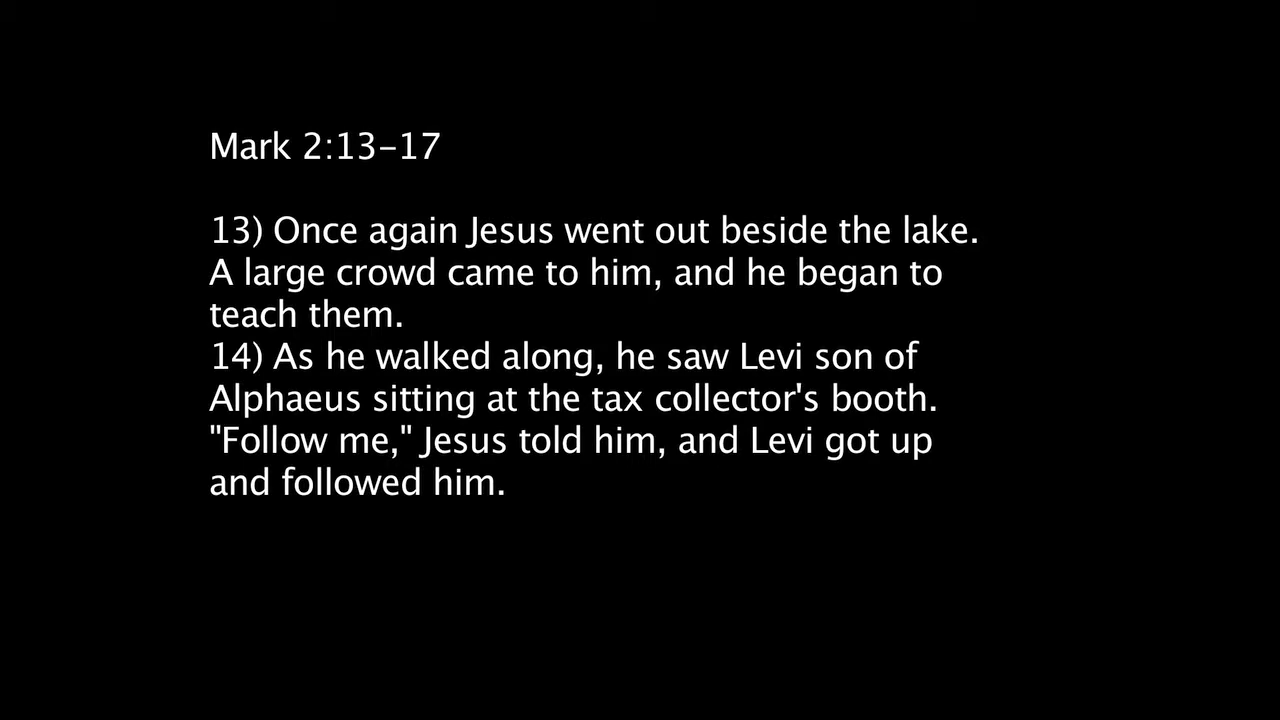 Mark 2:13-17
13) Once again Jesus went out beside the lake.
A large crowd came to him, and he began to
teach them.
14) As he walked along, he saw Levi son of
Alphaeus sitting at the tax collector's booth.
"Follow me," Jesus told him, and Levi got up
and followed him.